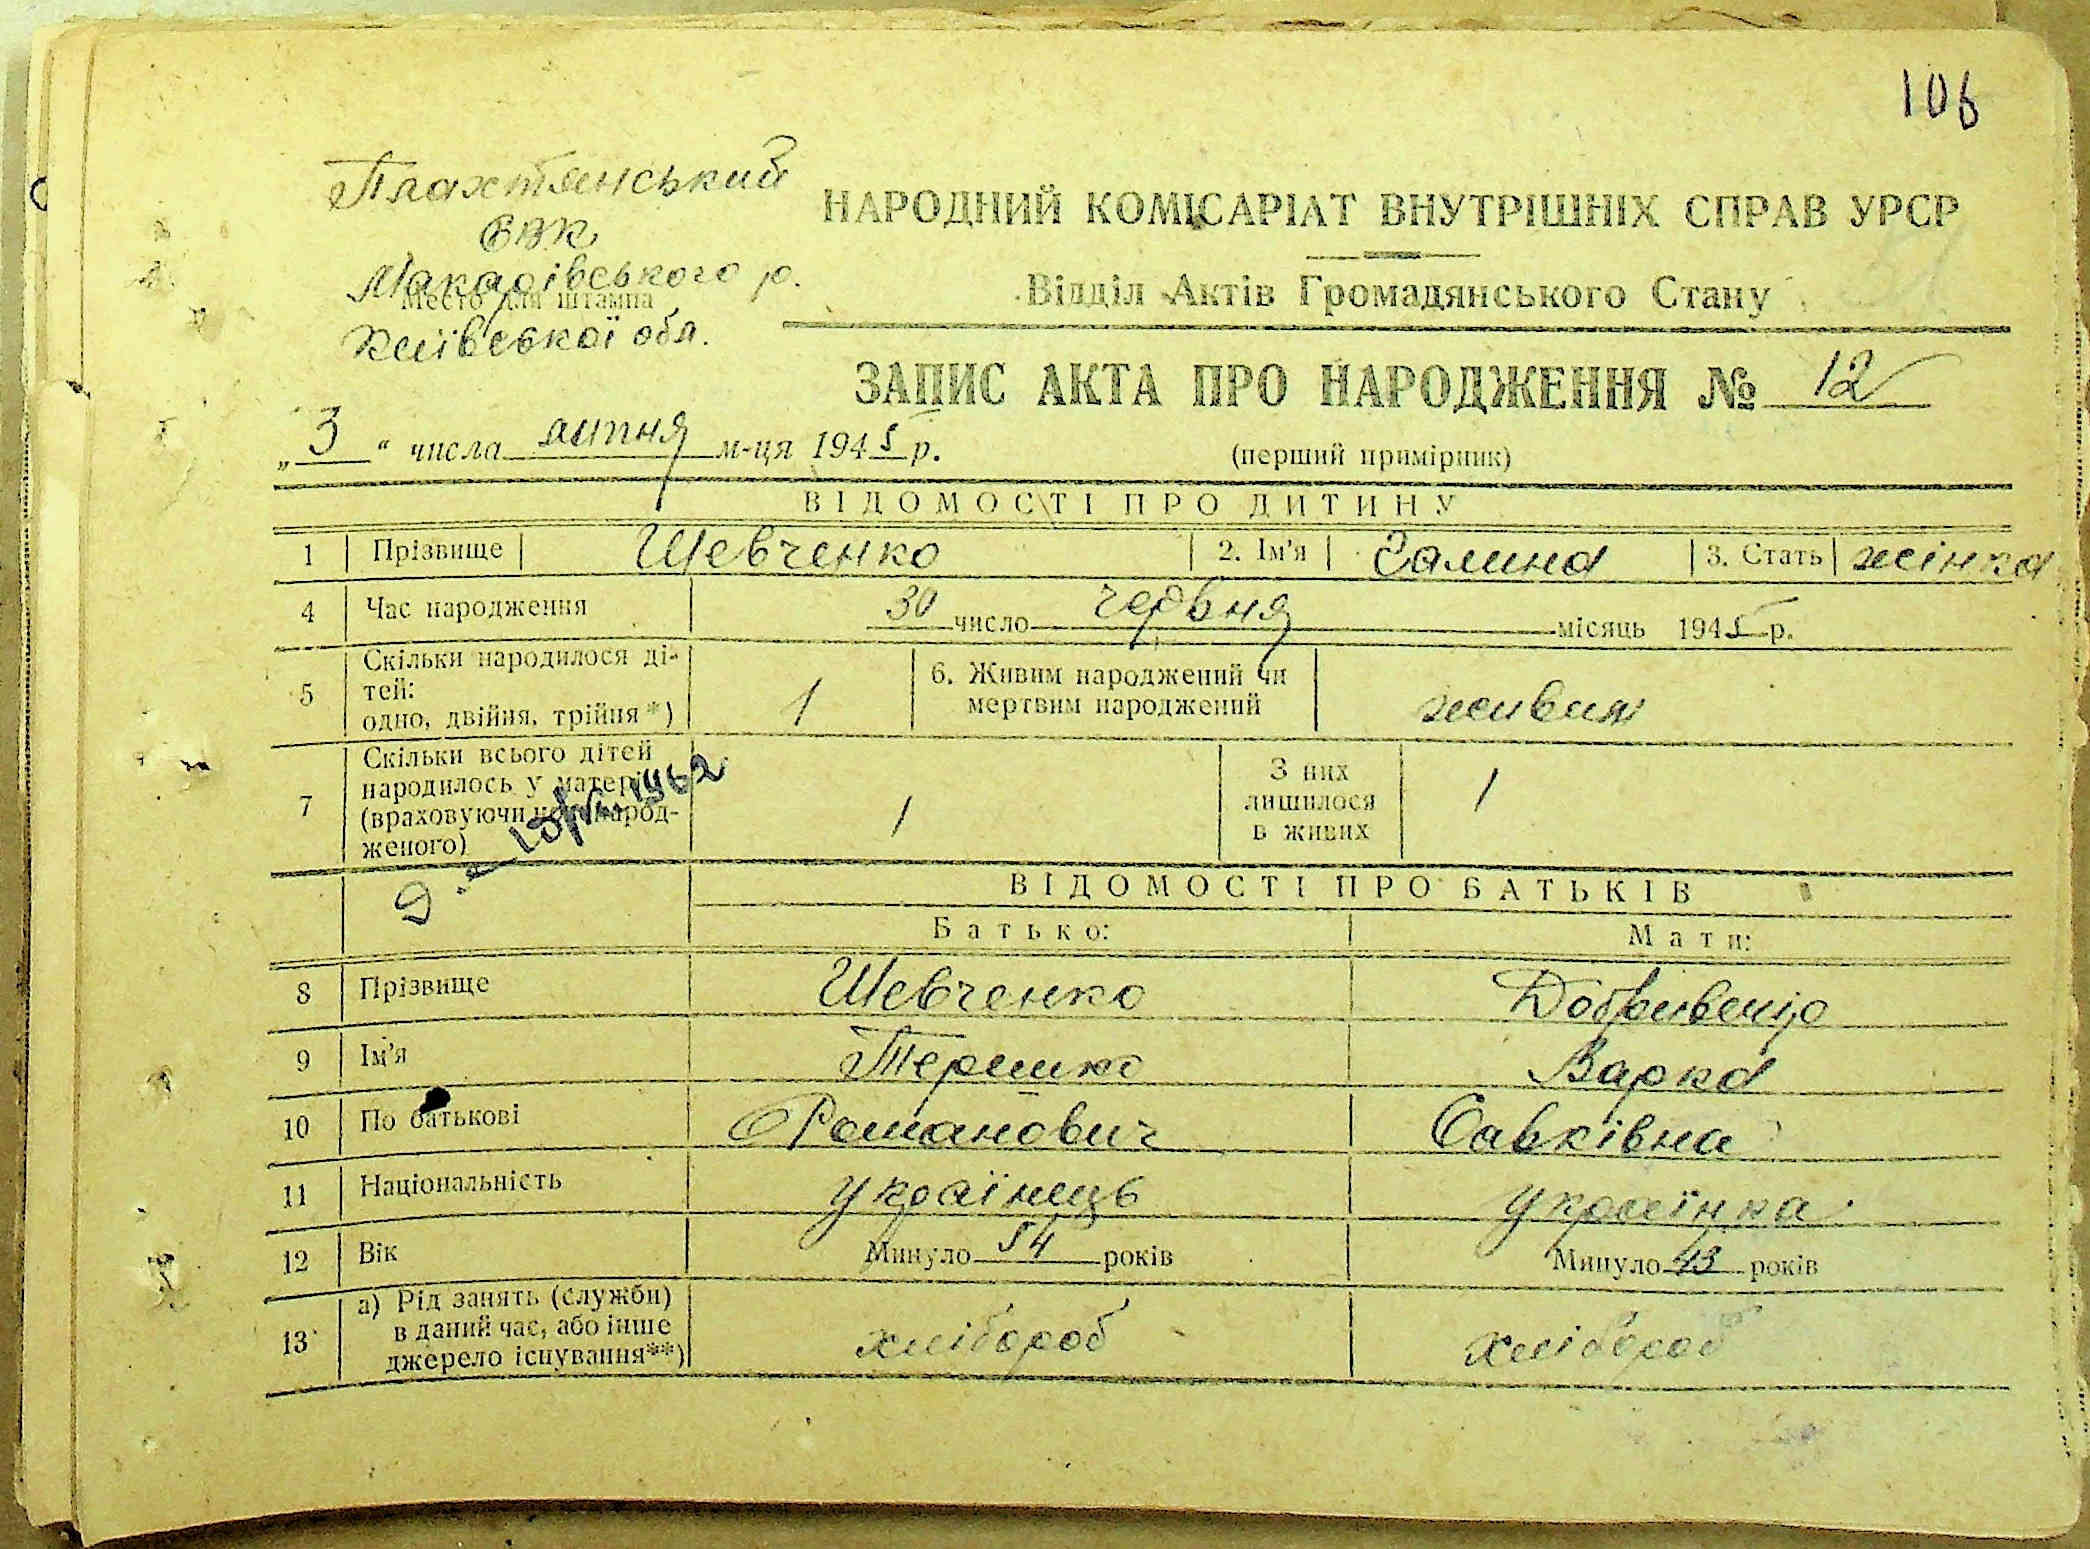 106
Плахтянський
НАРОДНИЙ КОМІСАРІАТ ВНУТРІШНІХ СПРАВ УРСР
Макарівського р.
Место для штампа
Київської обл.
Відділ Актів Громадянського Стану
ЗАПИС АКТА ПРО НАРОДЖЕННЯ № 12
„3“ числа липня м-ця 1945 р.
(перший примірник)
ВІДОМОСТІ ПРО ДИТИНУ
1 Прізвище Шевченко 2. Ім'я Галина 3. Стать жінка
4 Час народження 30 число червня місяць 1945 р.
5 Скільки народилося ді-
тей:
одно, двійня, трійня*) 1
6. Живим народжений чи
мертвим народжений живим
7 Скільки всього дітей
народилось у матері
(враховуючи народ-
женого) 1
З них
лишилося
в живих 1
1962
ВІДОМОСТІ ПРО БАТЬКІВ
Батько: Мати:
8 Прізвище Шевченко
9 Ім'я Терешко Варка
10 По батькові Романович Савківна
11 Національність українець українка
12 Вік Минуло 54 років Минуло 43 років
13 а) Рід занять (служби)
в даний час, або інше
джерело існування**) хлібороб хлібороб